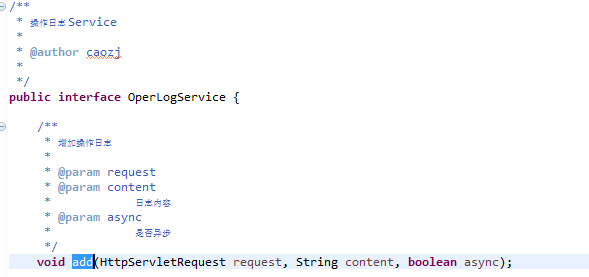 /**
 * 操作日志Service
 *
 * @author caozj
 *
 */
public interface OperLogService {
/**
 * 增加操作日志
 *
 * @param request
 * @param content
 *            日志内容
 * @param async
 *            是否异步
 */
void add(HttpServletRequest request, String content, boolean async);